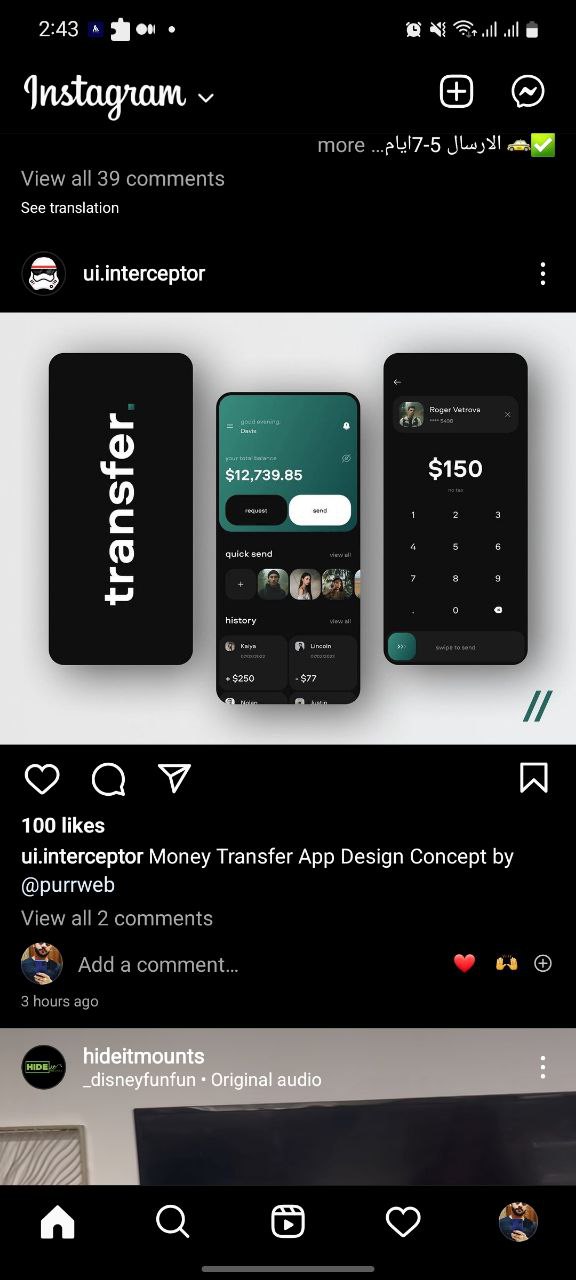 2:43
Instagram
✅🚕 الارسال 5-7ايام... more
View all 39 comments
See translation
ui.interceptor
transfer.
good evening,
Davis
your total balance
$12,739.85
request
send
quick send
view all
+
history
view all
Kaiya
+ $250
Lincoln
- $77
Nolan
Justin
Roger Vetrova
**** 5400
$150
no tax
1 2 3
4 5 6
7 8 9
. 0
swipe to send
100 likes
ui.interceptor Money Transfer App Design Concept by
@purrweb
View all 2 comments
Add a comment...
3 hours ago
HIDE
hideitmounts
_disneyfunfun • Original audio